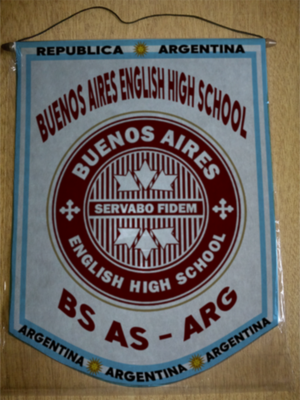 REPUBLICA ARGENTINA
BUENOS AIRES ENGLISH HIGH SCHOOL
BUENOS AIRES
SERVABO FIDEM
ENGLISH HIGH SCHOOL
BS AS - ARG
ARGENTINA ARGENTINA ARGENTINA